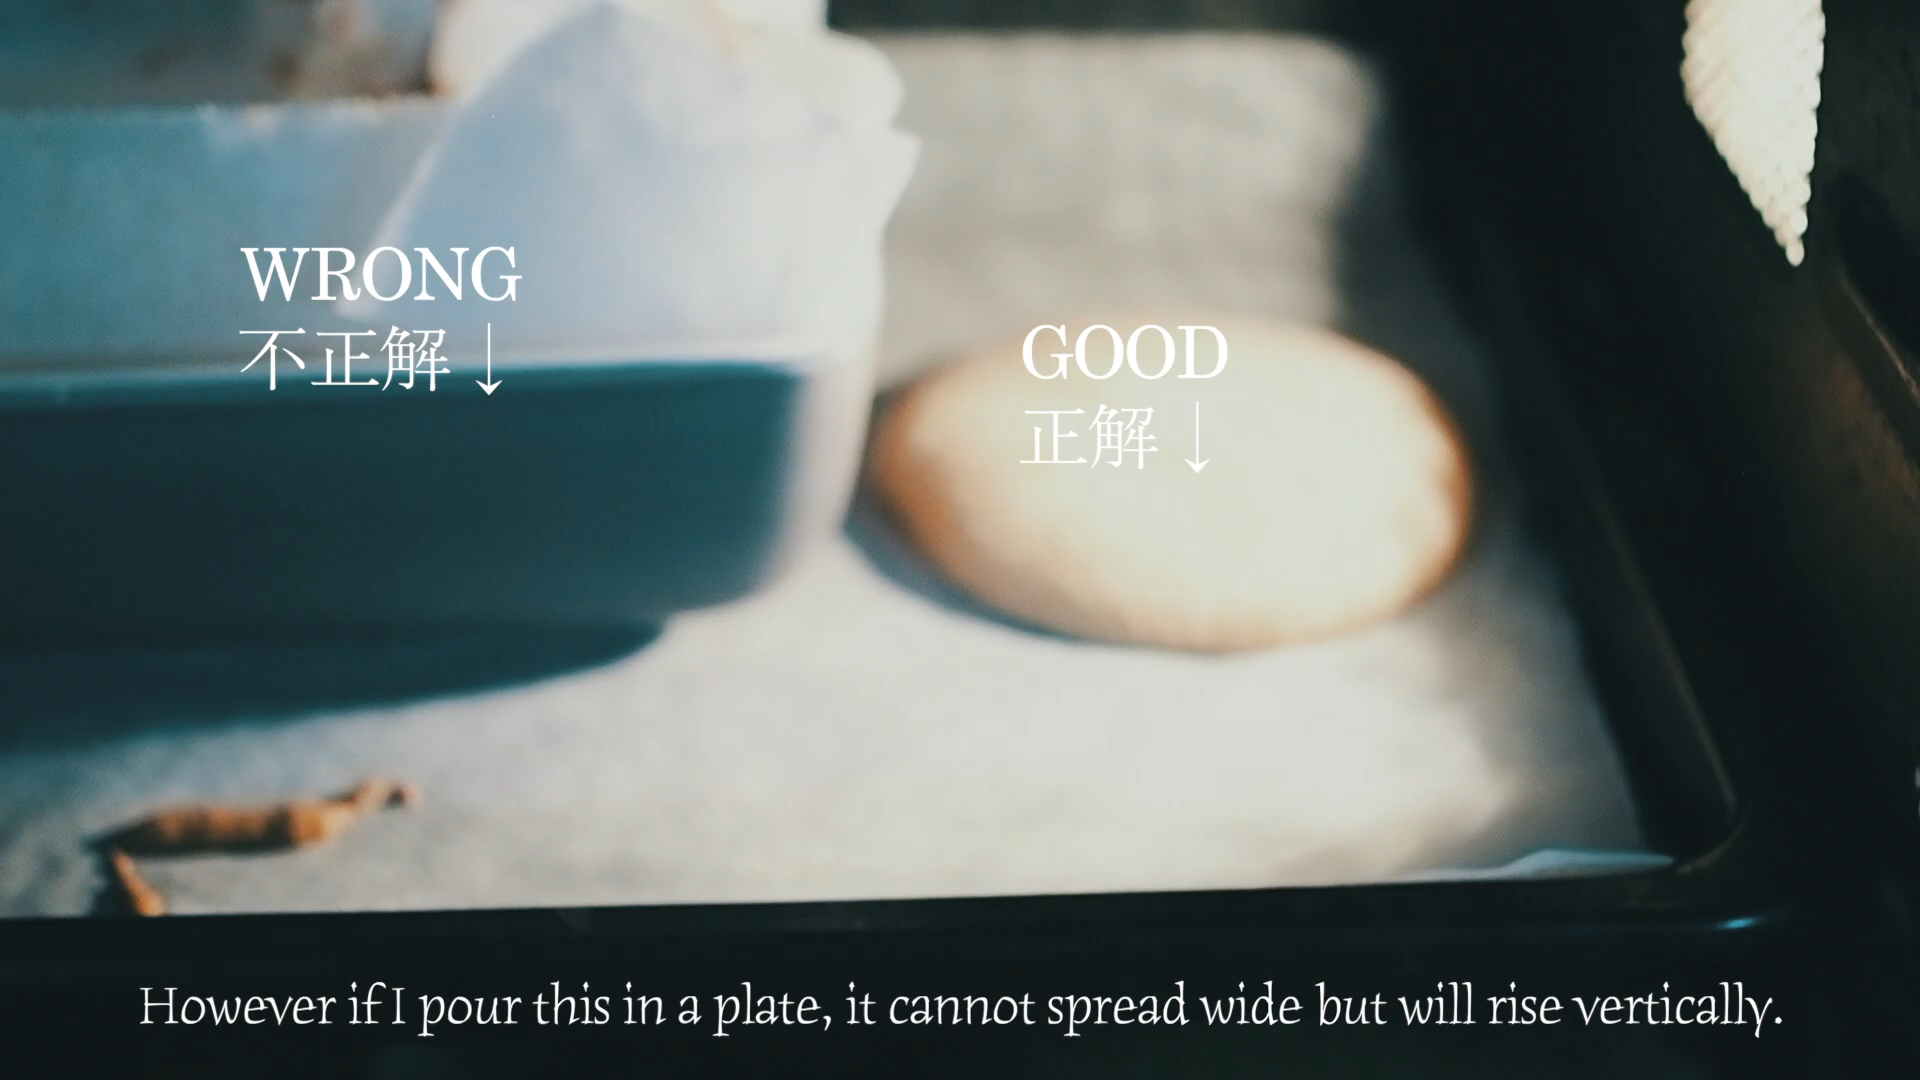 WRONG
不正解 ↓
GOOD
正解 ↓
However if I pour this in a plate, it cannot spread wide but will rise vertically.